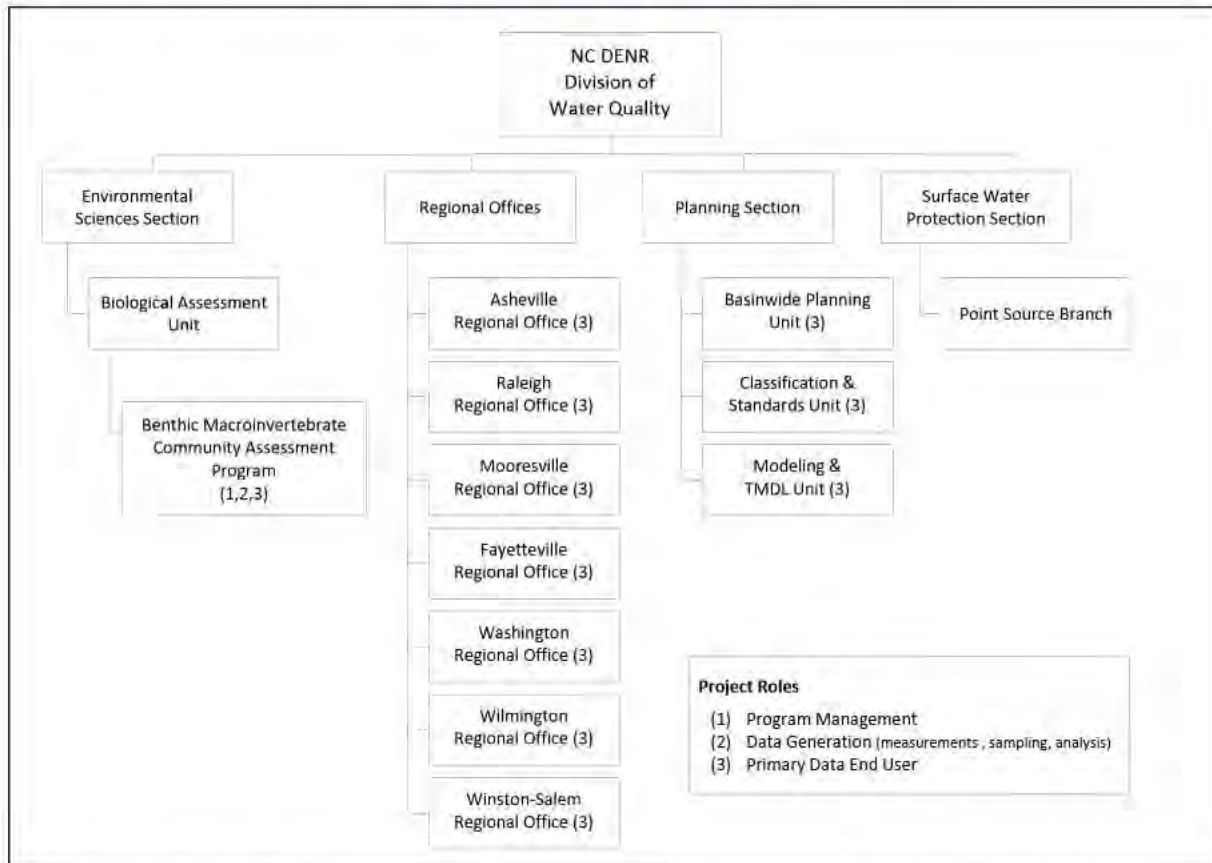 NC DENR
Division of
Water Quality
Environmental
Sciences Section
Regional Offices
Planning Section
Surface Water
Protection Section
Biological Assessment
Unit
Benthic Macroinvertebrate
Community Assessment
Program
(1,2,3)
Asheville
Regional Office (3)
Raleigh
Regional Office (3)
Mooresville
Regional Office (3)
Fayetteville
Regional Office (3)
Washington
Regional Office (3)
Wilmington
Regional Office (3)
Winston-Salem
Regional Office (3)
Basinwide Planning
Unit (3)
Classification &
Standards Unit (3)
Modeling &
TMDL Unit (3)
Point Source Branch
Project Roles
(1) Program Management
(2) Data Generation (measurements , sampling, analysis)
(3) Primary Data End User